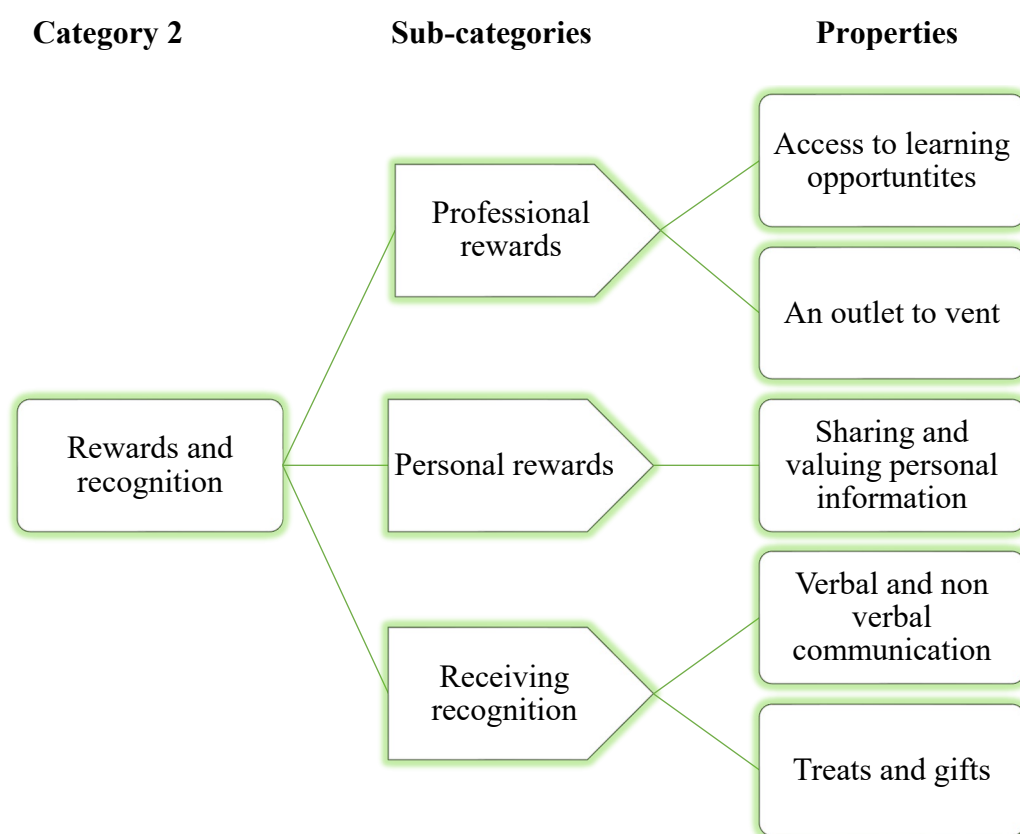 Category 2
Sub-categories
Properties
Access to learning
opportuntites
Professional
rewards
An outlet to vent
Rewards and
recognition
Personal rewards
Sharing and
valuing personal
information
Verbal and non
verbal
communication
Receiving
recognition
Treats and gifts